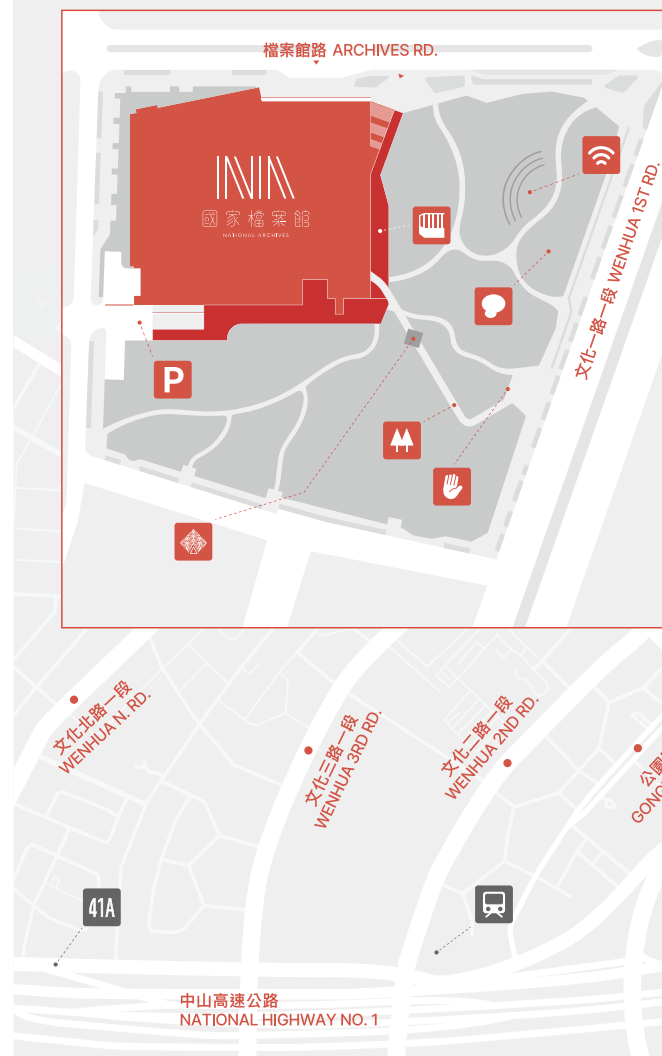 檔案館路 ARCHIVES RD.
國家檔案館
NATIONAL ARCHIVES
文化一路一段 WENHUA 1ST RD.
P
文化北路一段
WENHUA N. RD.
文化三路一段
WENHUA 3RD RD.
文化二路一段
WENHUA 2ND RD.
公園
41A
中山高速公路
NATIONAL HIGHWAY NO. 1